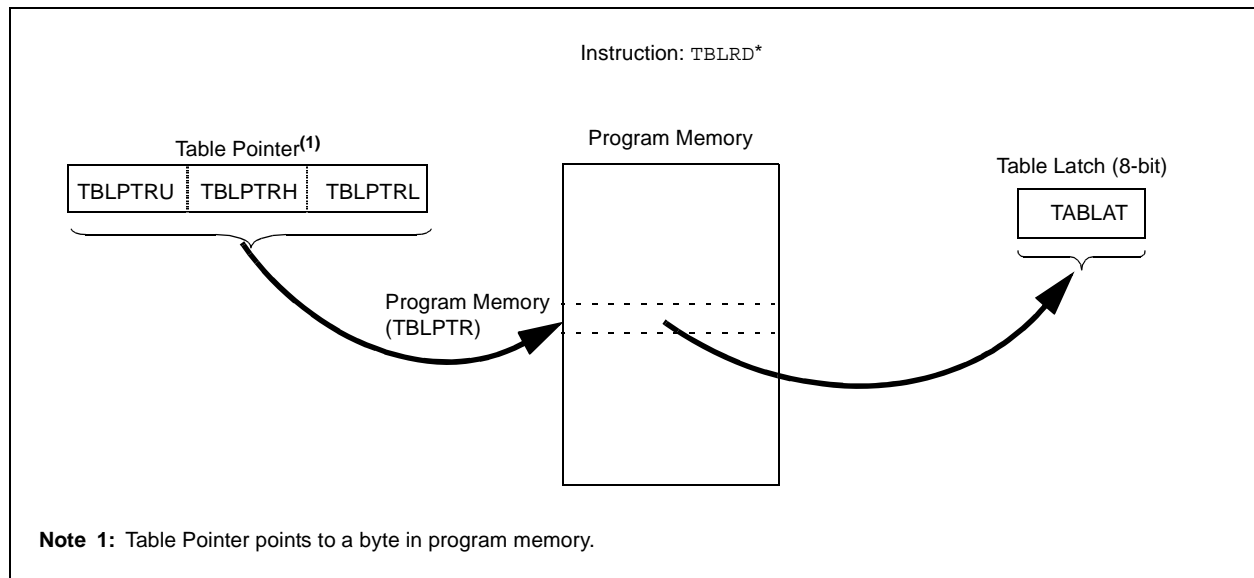 Instruction: TBLRD*
Table Pointer(1)
TBLPTRU TBLPTRH TBLPTRL
Program Memory
Table Latch (8-bit)
TABLAT
Program Memory
(TBLPTR)
Note 1: Table Pointer points to a byte in program memory.